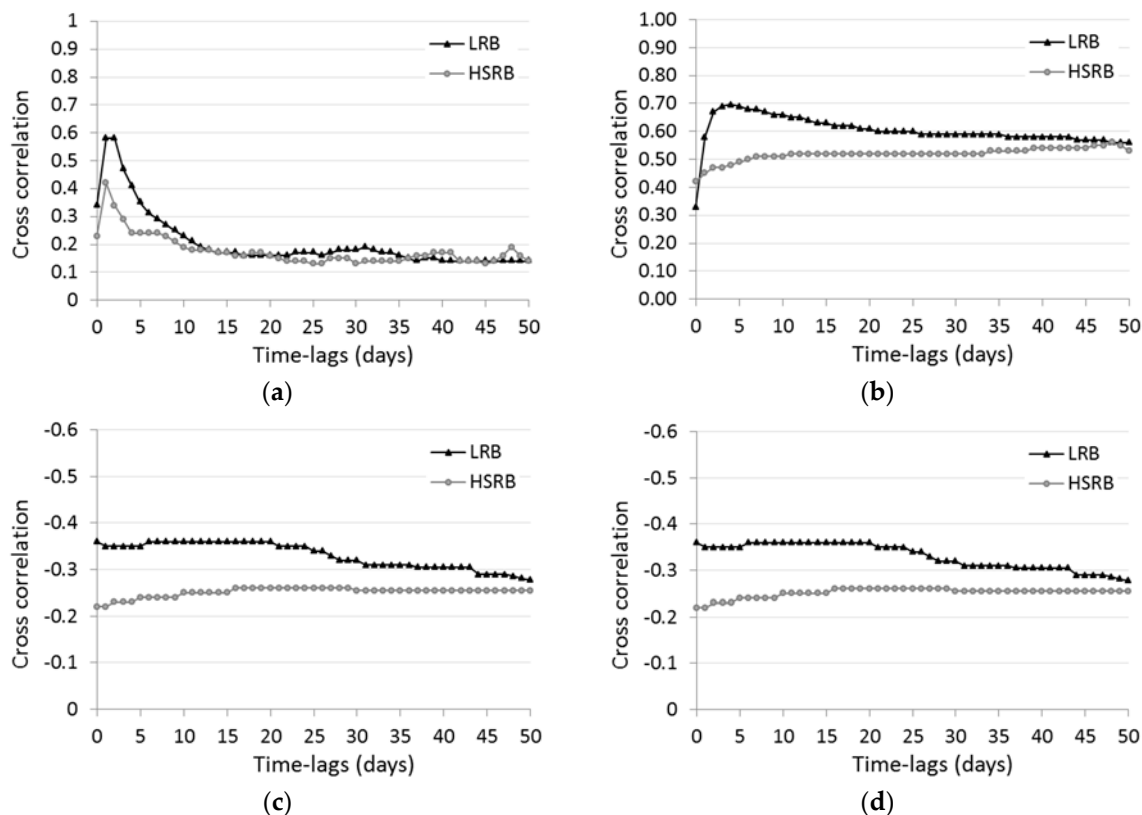 1
0.9
0.8
0.7
0.6
0.5
0.4
0.3
0.2
0.1
0
Cross correlation
LRB
HSRB
0 5 10 15 20 25 30 35 40 45 50
Time-lags (days)
(a)
1.00
0.90
0.80
0.70
0.60
0.50
0.40
0.30
0.20
0.10
0.00
Cross correlation
LRB
HSRB
0 5 10 15 20 25 30 35 40 45 50
Time-lags (days)
(b)
-0.6
-0.5
-0.4
-0.3
-0.2
-0.1
0
Cross correlation
LRB
HSRB
0 5 10 15 20 25 30 35 40 45 50
Time-lags (days)
(c)
-0.6
-0.5
-0.4
-0.3
-0.2
-0.1
0
Cross correlation
LRB
HSRB
0 5 10 15 20 25 30 35 40 45 50
Time-lags (days)
(d)